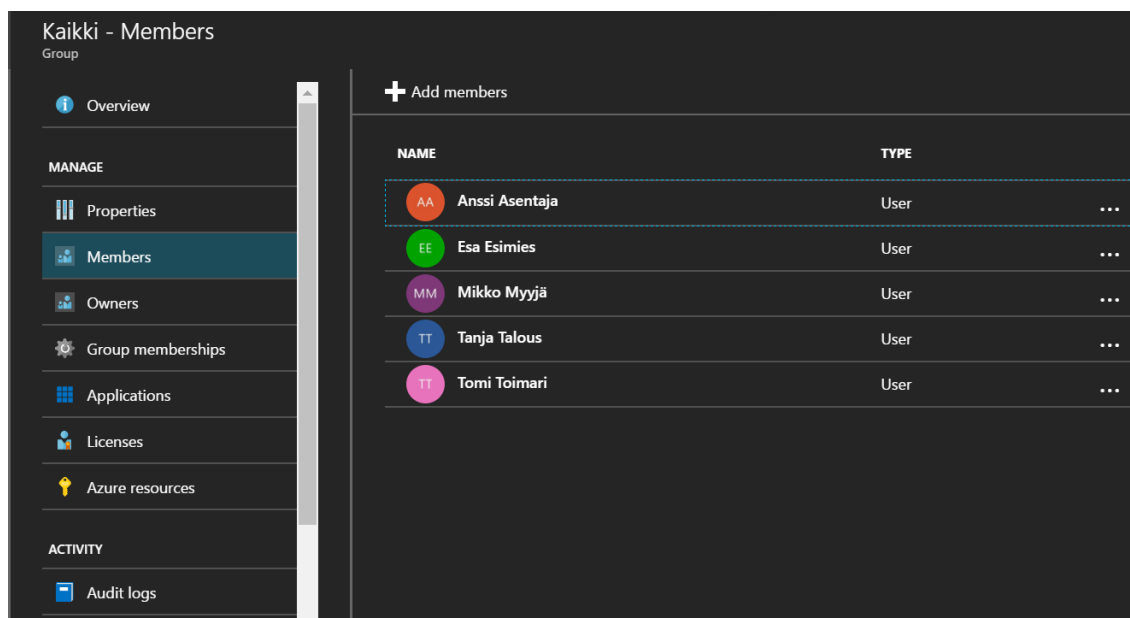 Kaikki - Members
Group
Overview
MANAGE
Properties
Members
Owners
Group memberships
Applications
Licenses
Azure resources
ACTIVITY
Audit logs
Add members
NAME TYPE
AA Anssi Asentaja User ...
EE Esa Esimies User ...
MM Mikko Myyjä User ...
TT Tanja Talous User ...
TT Tomi Toimari User ...